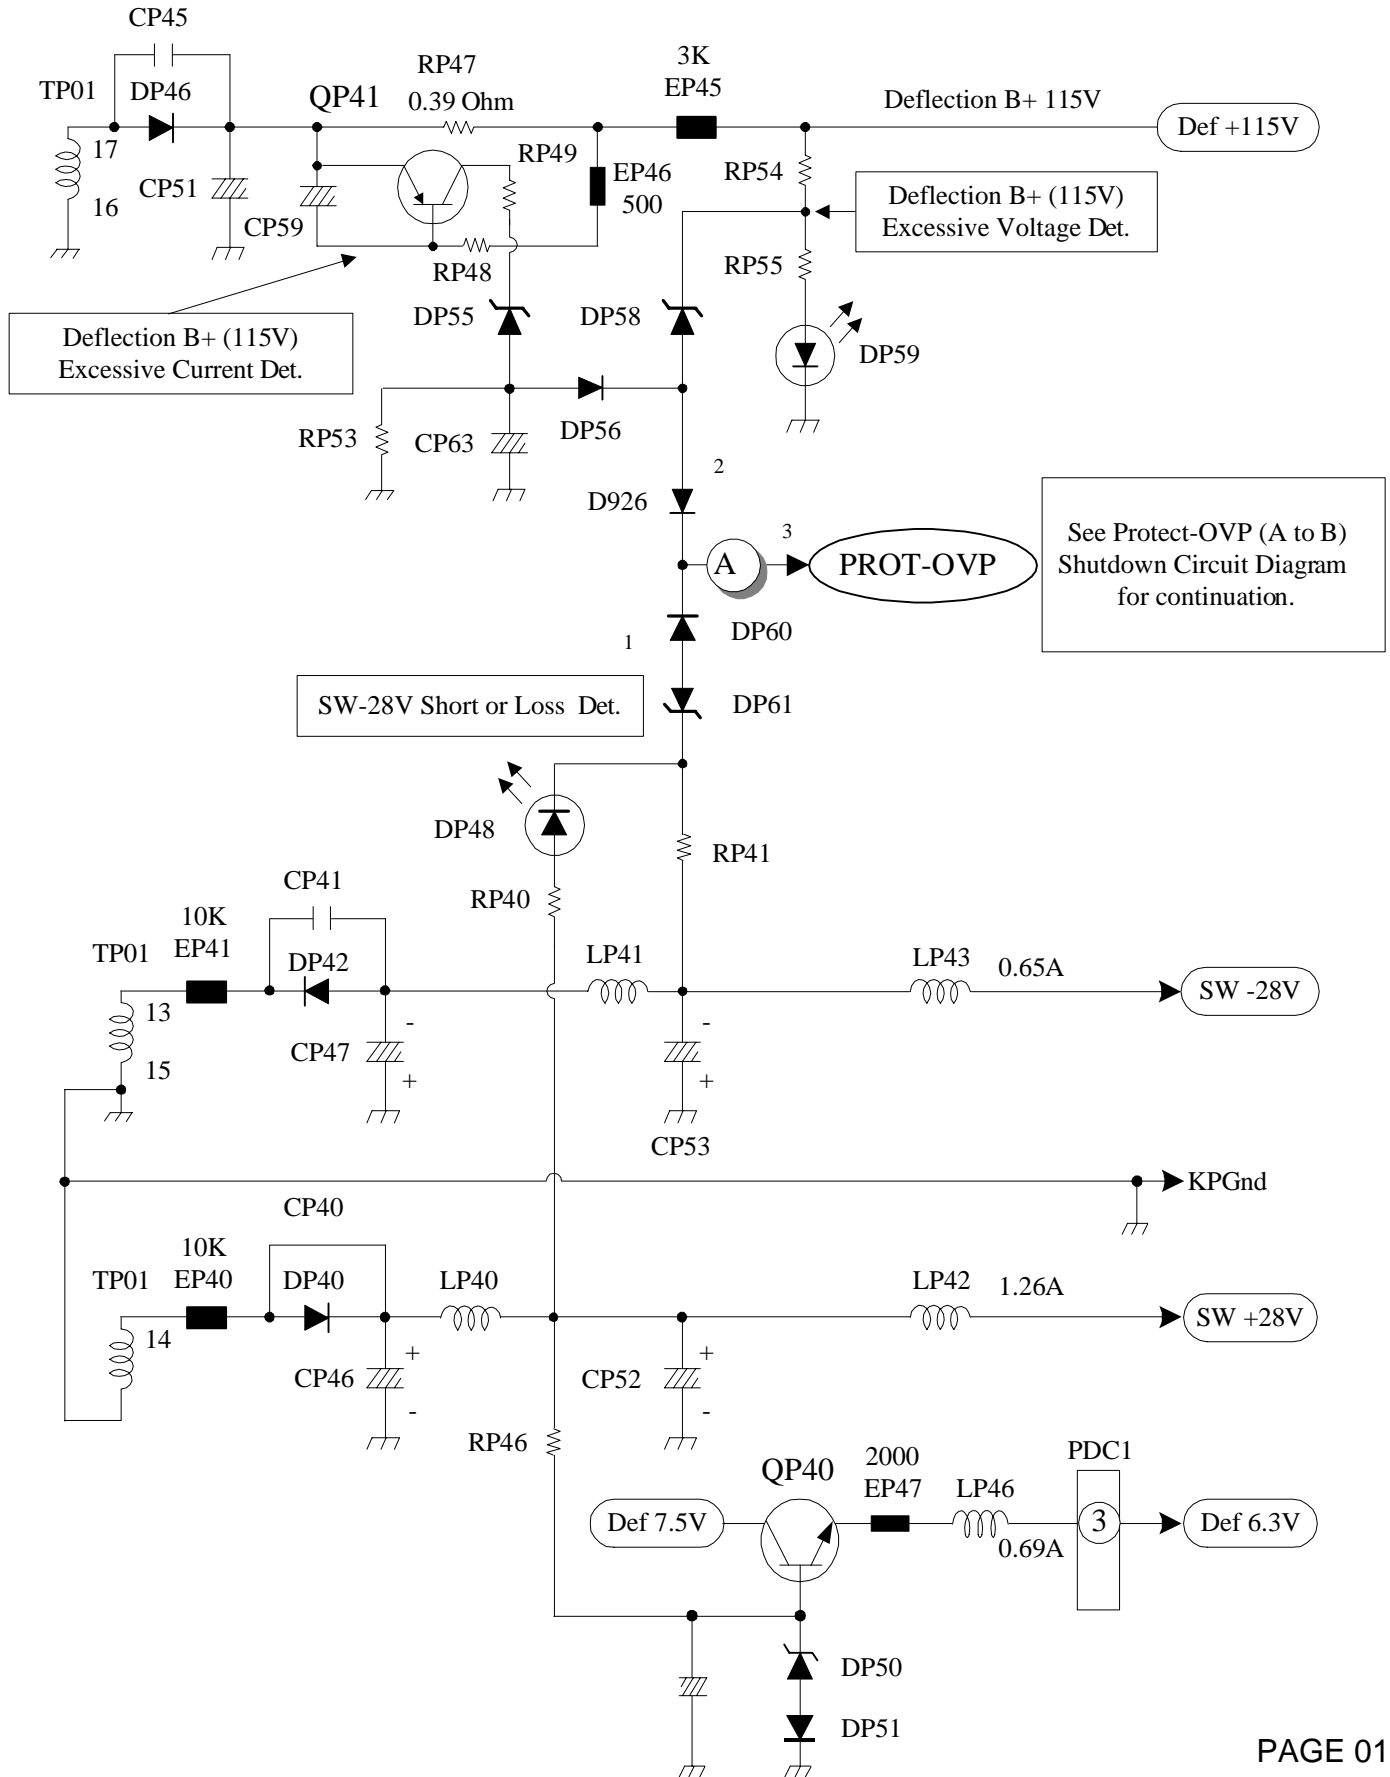 CP45
TP01
DP46
17
16
CP51
QP41
RP47
0.39 Ohm
CP59
RP48
RP49
3K
EP45
EP46
500
Deflection B+ 115V
Def +115V
RP54
Deflection B+ (115V)
Excessive Voltage Det.
RP55
Deflection B+ (115V)
Excessive Current Det.
DP55
DP58
DP59
RP53
CP63
DP56
2
D926
A
3
PROT-OVP
See Protect-OVP (A to B)
Shutdown Circuit Diagram
for continuation.
1
DP60
SW-28V Short or Loss Det.
DP61
DP48
RP41
RP40
CP41
10K
EP41
TP01
DP42
13
15
CP47
-
+
LP41
-
+
CP53
LP43
0.65A
SW -28V
KPGnd
CP40
10K
EP40
TP01
DP40
14
LP40
CP46
+
-
CP52
+
-
LP42
1.26A
SW +28V
RP46
QP40
2000
EP47
LP46
PDC1
Def 7.5V
0.69A
3
Def 6.3V
DP50
DP51
PAGE 01